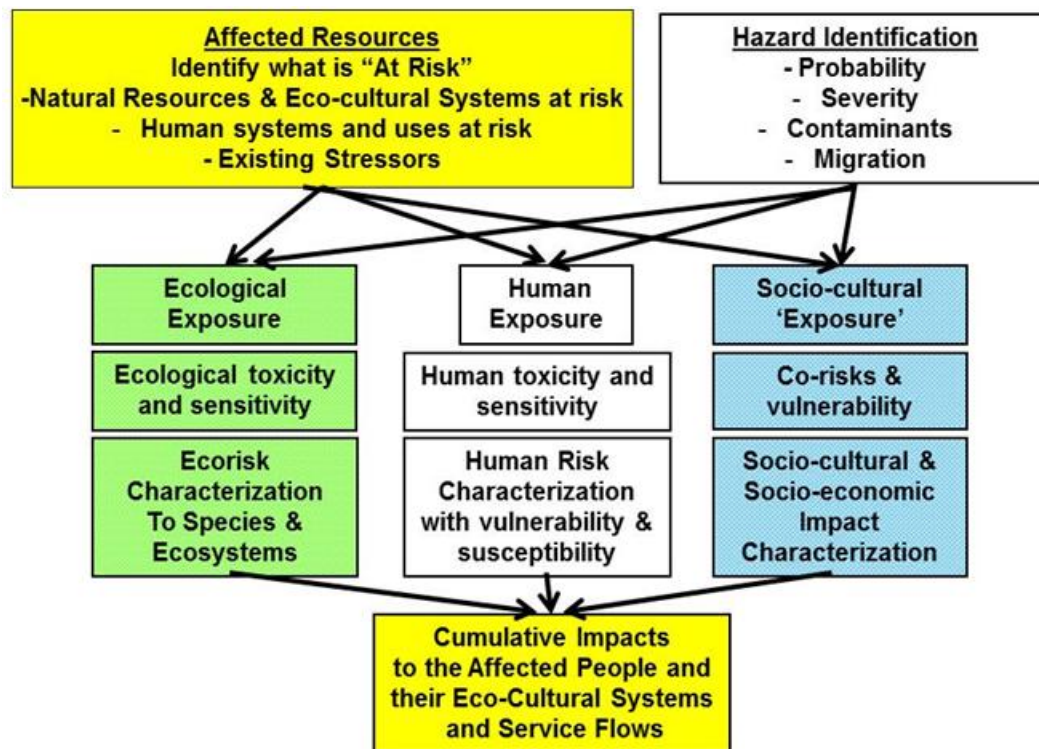 Affected Resources
Identify what is “At Risk”
-Natural Resources & Eco-cultural Systems at risk
- Human systems and uses at risk
- Existing Stressors
Hazard Identification
- Probability
- Severity
- Contaminants
- Migration
Ecological
Exposure
Human
Exposure
Socio-cultural
‘Exposure’
Ecological toxicity
and sensitivity
Human toxicity and
sensitivity
Co-risks &
vulnerability
Ecorisk
Characterization
To Species &
Ecosystems
Human Risk
Characterization
with vulnerability &
susceptibility
Socio-cultural &
Socio-economic
Impact
Characterization
Cumulative Impacts
to the Affected People and
their Eco-Cultural Systems
and Service Flows